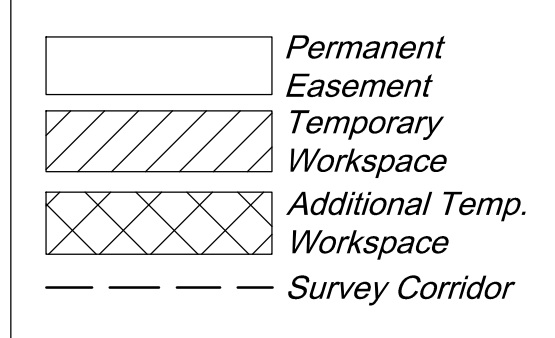 Permanent
Easement
Temporary
Workspace
Additional Temp.
Workspace
Survey Corridor